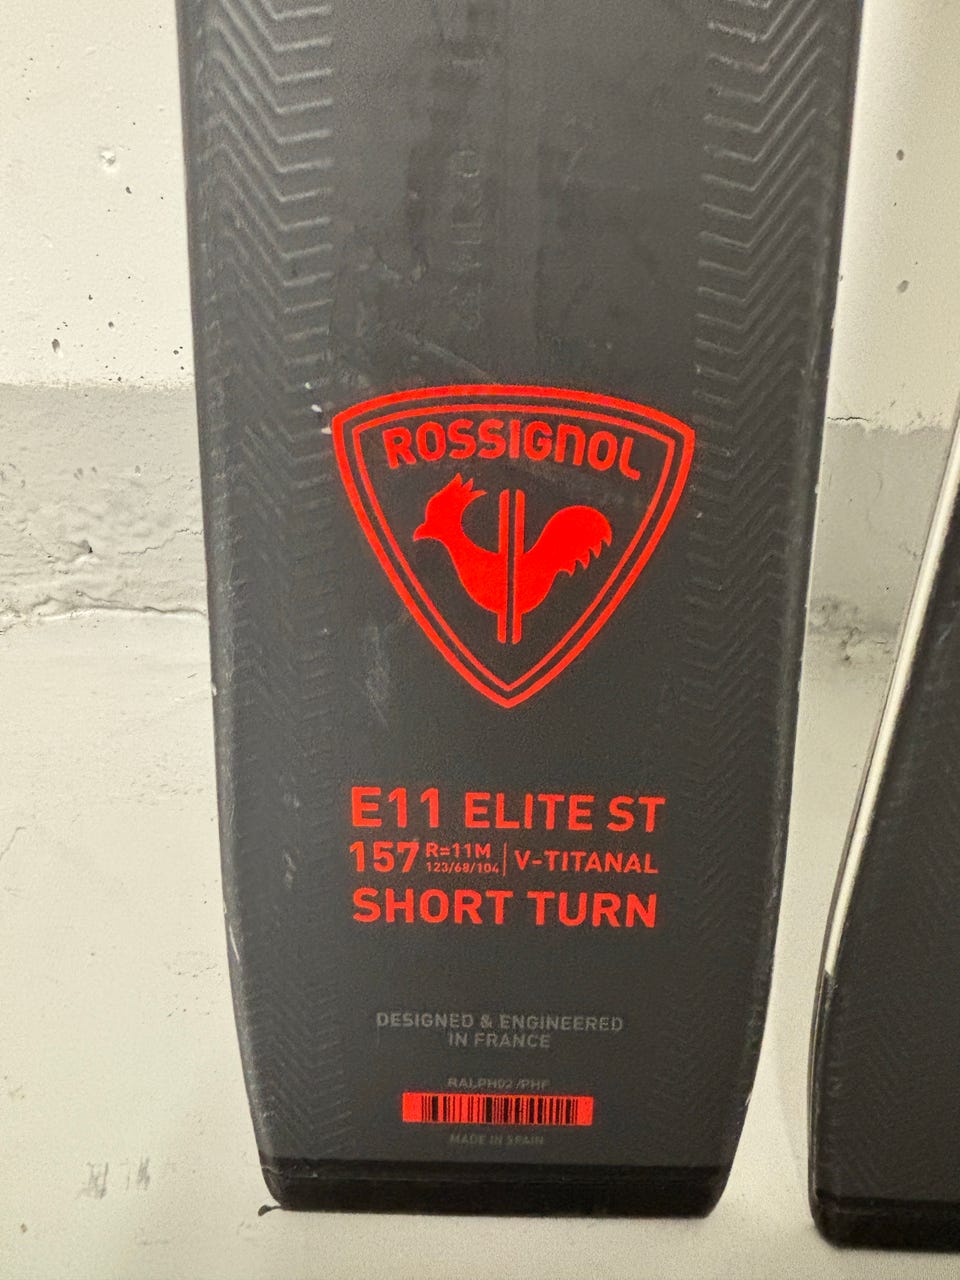 ROSSIGNOL
E11 ELITE ST
157 R=11M
123/68/104 | V-TITANAL
SHORT TURN
DESIGNED & ENGINEERED
IN FRANCE
RALPH02 /PHF
MADE IN SPAIN